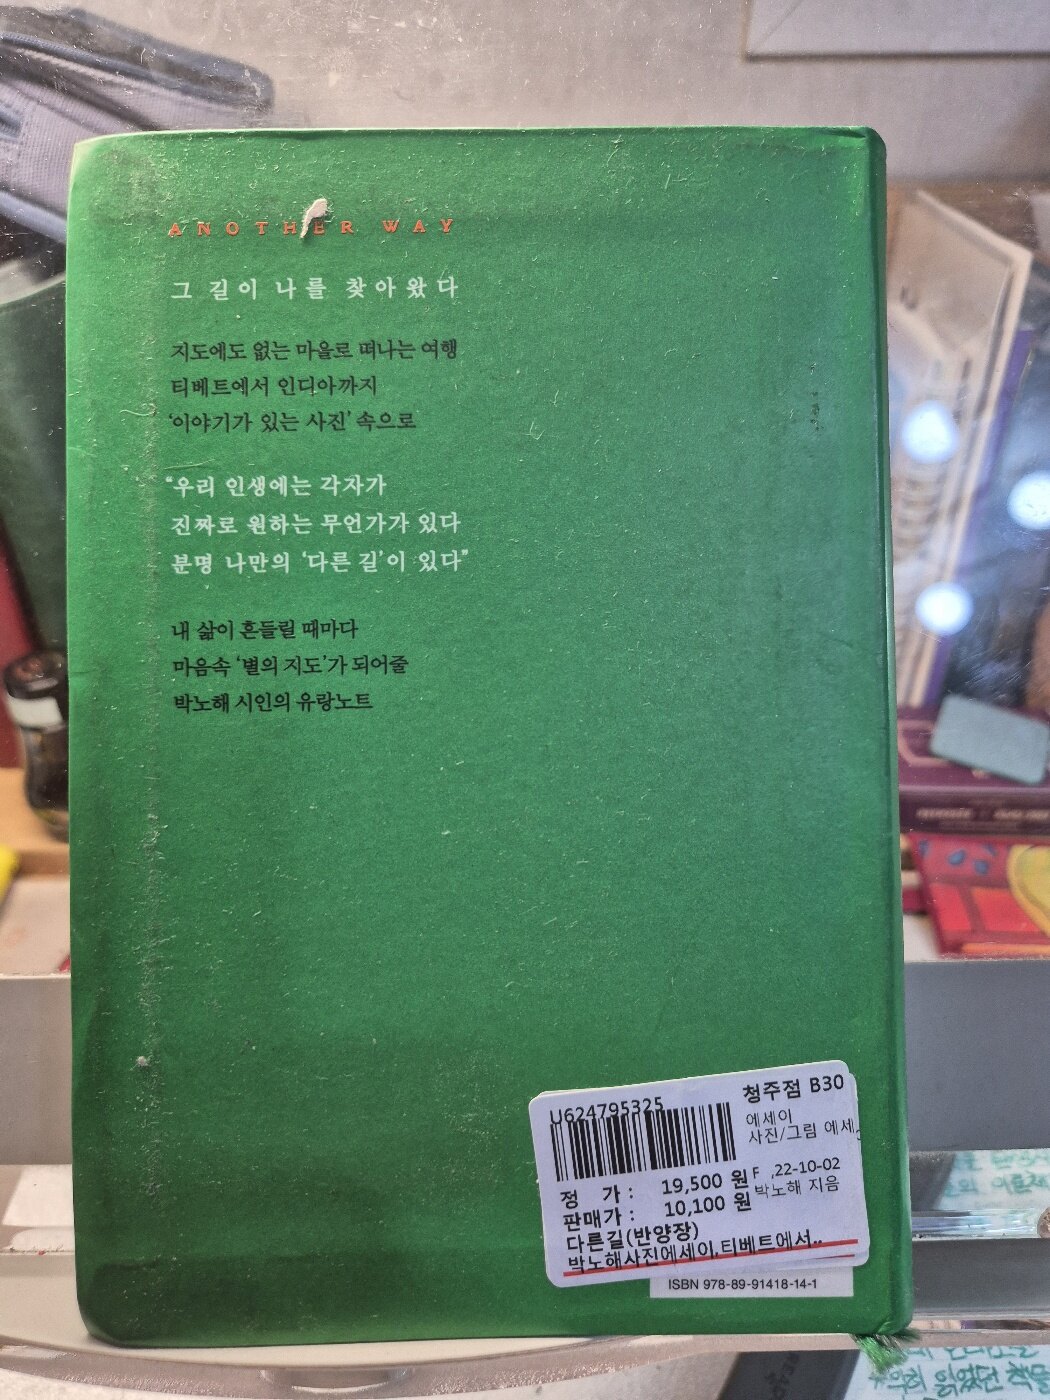 ANOTHER WAY
그 길이 나를 찾아왔다
지도에도 없는 마을로 떠나는 여행
티베트에서 인디아까지
‘이야기가 있는 사진’ 속으로
“우리 인생에는 각자가
진짜로 원하는 무언가가 있다
분명 나만의 ‘다른 길’이 있다”
내 삶이 흔들릴 때마다
마음속 ‘별의 지도’가 되어줄
박노해 시인의 유랑노트
U624795325
청주점 B30
에세이
사진/그림 에세
F ,22-10-02
박노해 지음
정 가 : 19,500 원
판매가 : 10,100 원
다른길(반양장)
박노해사진에세이,티베트에서..
ISBN 978-89-91418-14-1